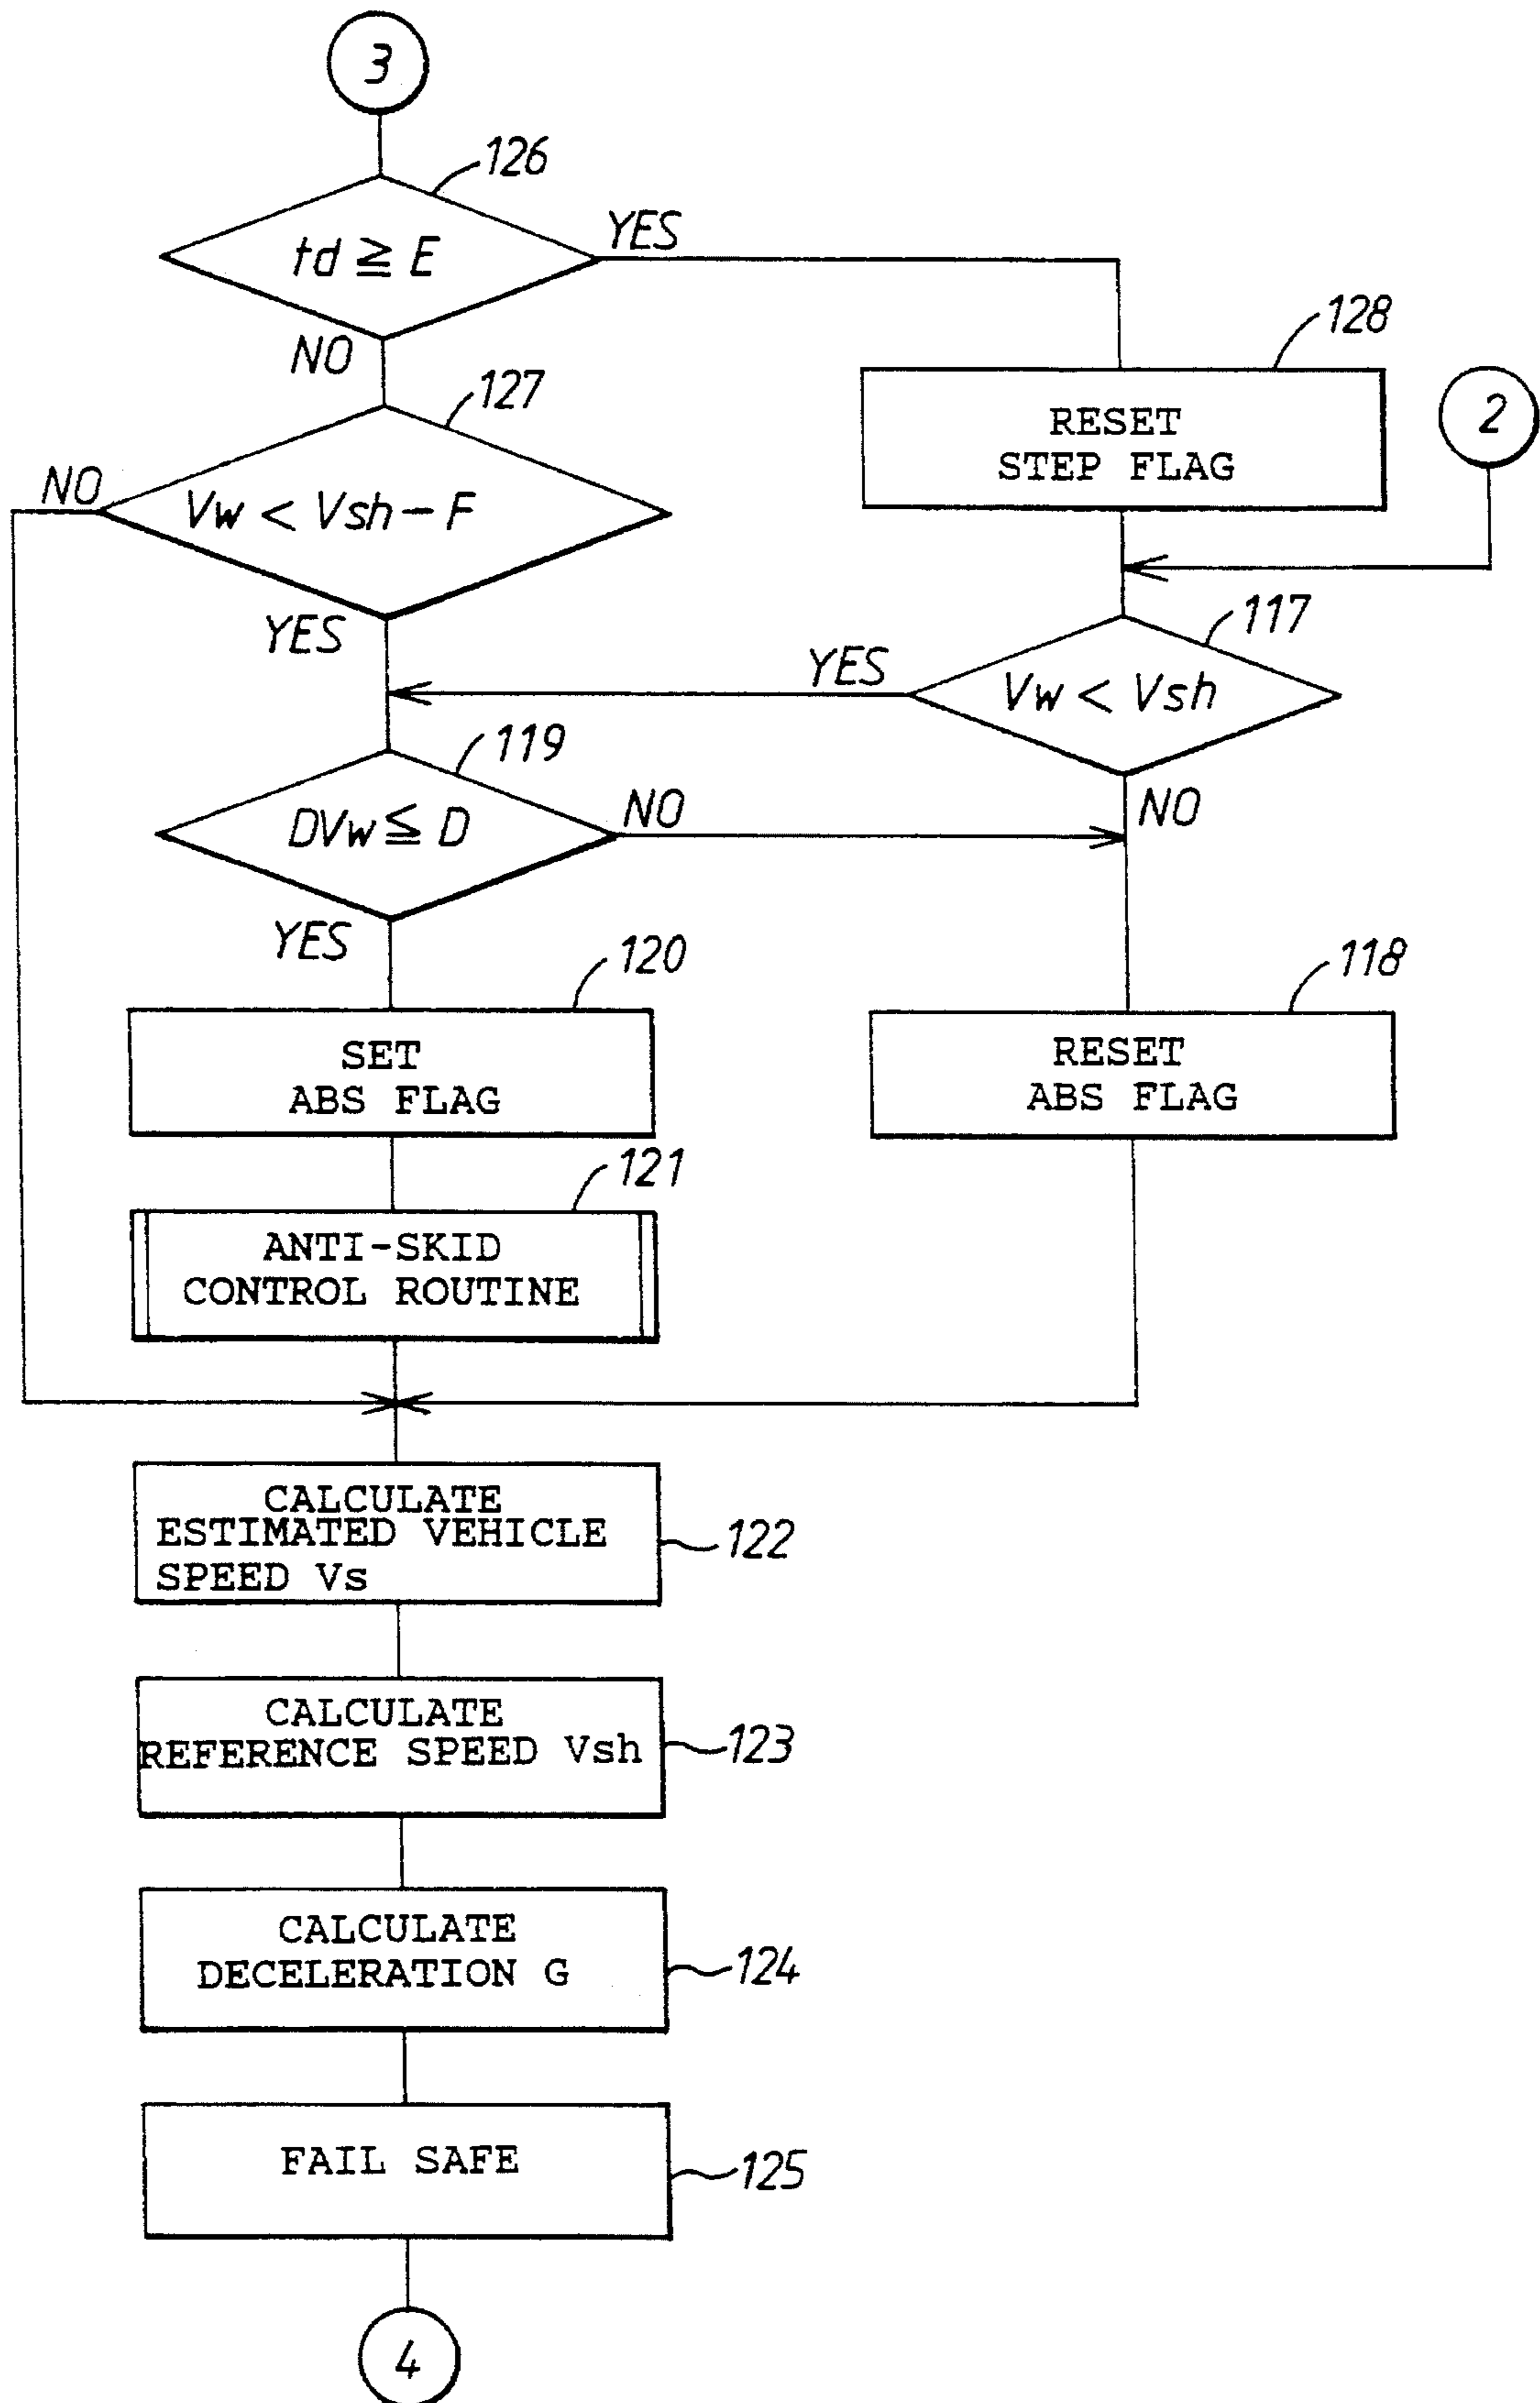 3
126
td ≧ E
YES
NO
128
RESET
STEP FLAG
2
127
NO
Vw < Vsh - F
YES
117
YES
Vw < Vsh
NO
119
DVw ≦ D
NO
YES
120
SET
ABS FLAG
118
RESET
ABS FLAG
121
ANTI-SKID
CONTROL ROUTINE
CALCULATE
ESTIMATED VEHICLE
SPEED Vs
122
CALCULATE
REFERENCE SPEED Vsh
123
CALCULATE
DECELERATION G
124
FAIL SAFE
125
4